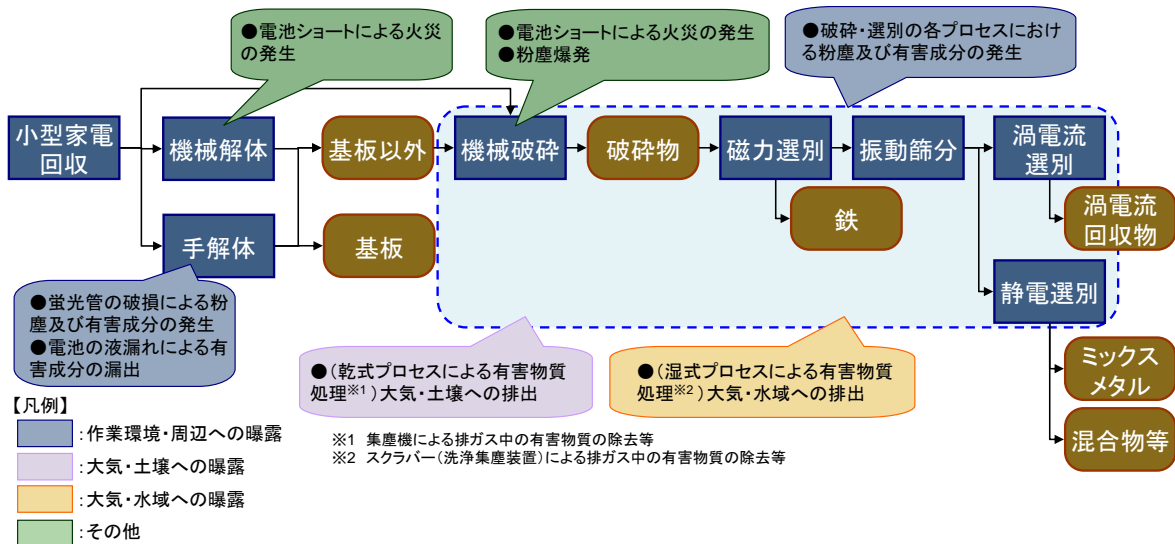 ●電池ショートによる火災
の発生
●電池ショートによる火災の発生
●粉塵爆発
●破砕・選別の各プロセスにおけ
る粉塵及び有害成分の発生
小型家電
回収
機械解体
基板以外
機械破砕
破砕物
磁力選別
振動篩分
渦電流
選別
手解体
基板
鉄
渦電流
回収物
静電選別
●蛍光管の破損による粉
塵及び有害成分の発生
●電池の液漏れによる有
害成分の漏出
●(乾式プロセスによる有害物質
処理※1)大気・土壌への排出
●(湿式プロセスによる有害物質
処理※2)大気・水域への排出
ミックス
メタル
混合物等
【凡例】
:作業環境・周辺への曝露
:大気・土壌への曝露
:大気・水域への曝露
:その他
※1 集塵機による排ガス中の有害物質の除去等
※2 スクラバー(洗浄集塵装置)による排ガス中の有害物質の除去等